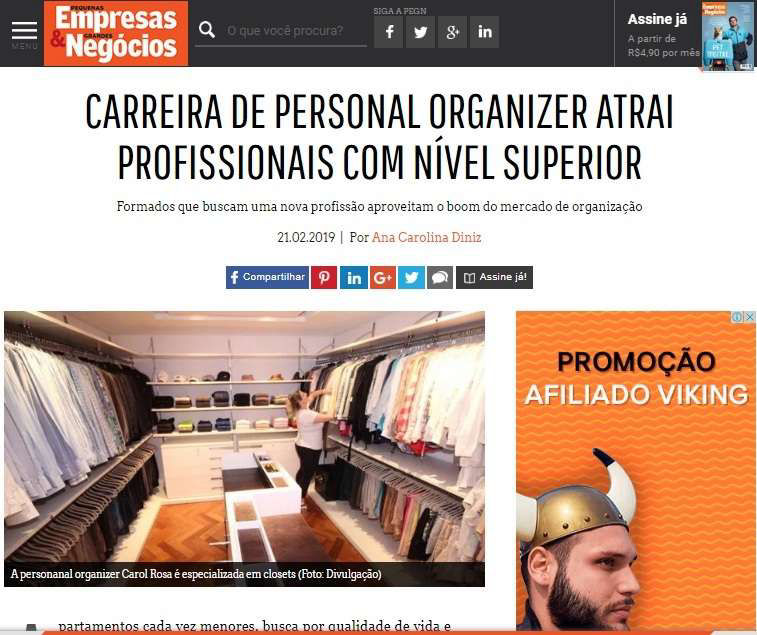 MENU
PEQUENAS
Empresas
& GRANDES
Negócios
O que você procura?
SIGA A PEGN
f
g+
in
Assine já
A partir de
R$4,90 por mês
CARREIRA DE PERSONAL ORGANIZER ATRAI
PROFISSIONAIS COM NÍVEL SUPERIOR
Formados que buscam uma nova profissão aproveitam o boom do mercado de organização
21.02.2019 | Por Ana Carolina Diniz
f Compartilhar
in
G+
Assine já!
A personanal organizer Carol Rosa é especializada em closets (Foto: Divulgação)
PROMOÇÃO
AFILIADO VIKING
partamentos cada vez menores, busca por qualidade de vida e